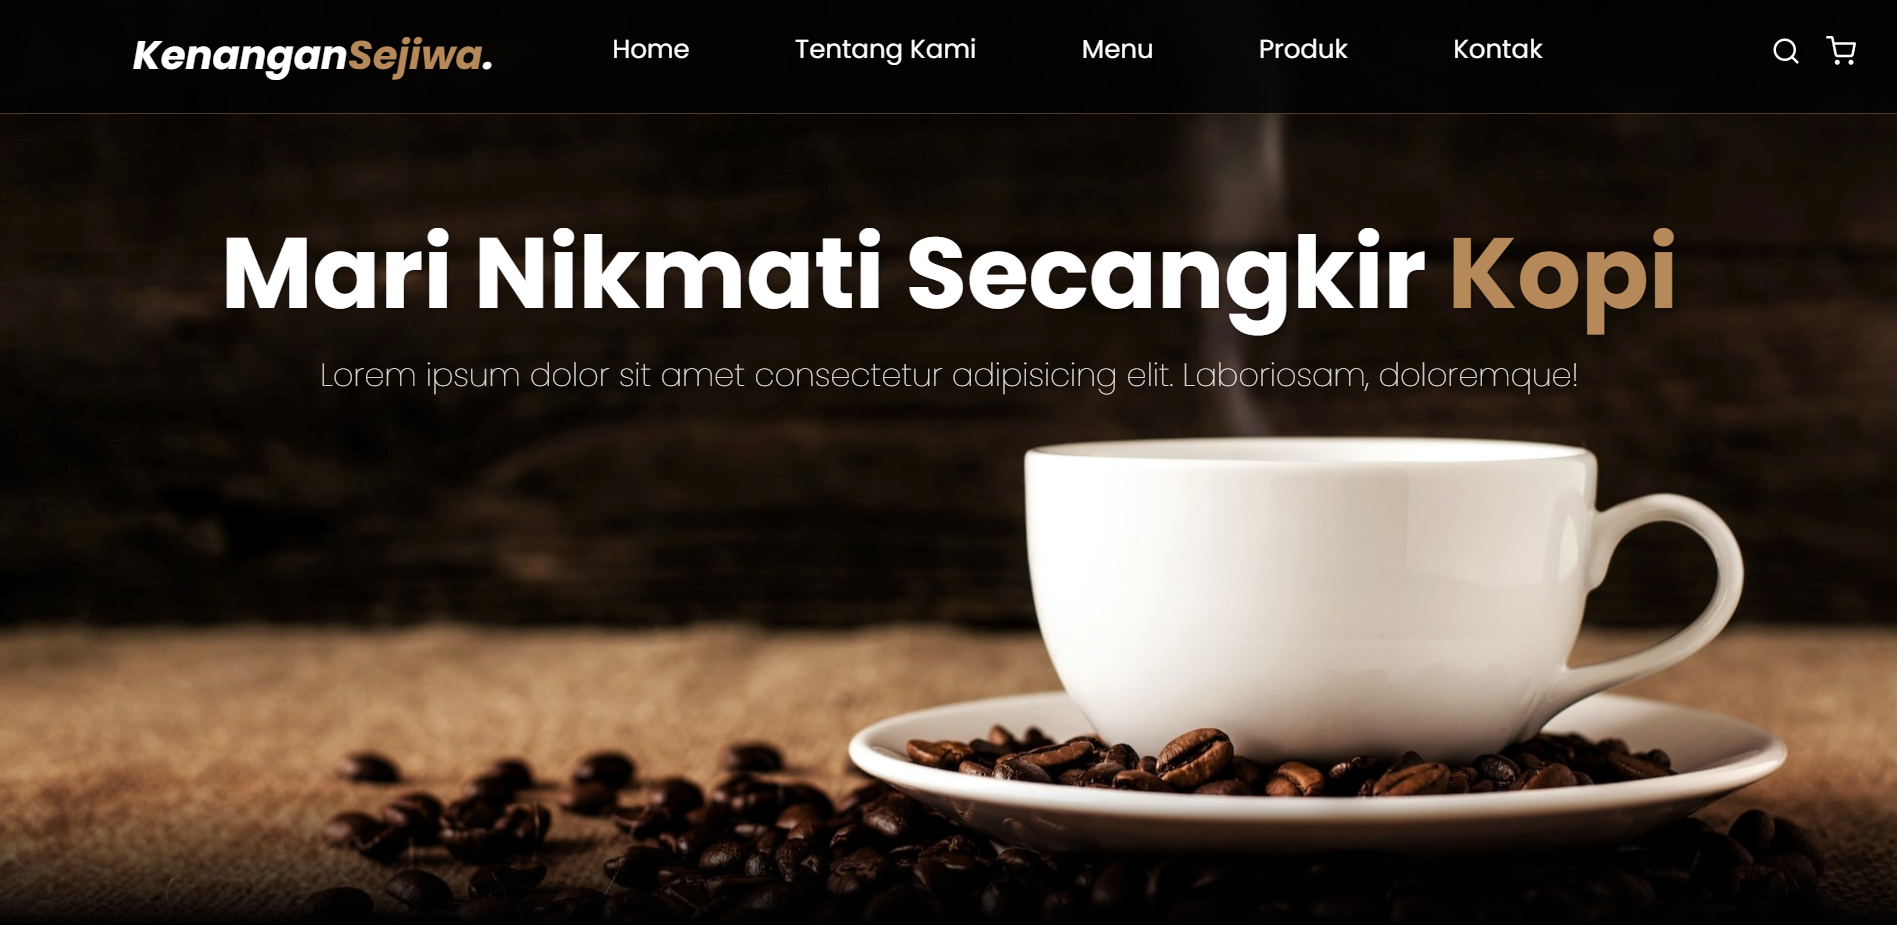 KenanganSejiwa. Home Tentang Kami Menu Produk Kontak
Mari Nikmati Secangkir Kopi
Lorem ipsum dolor sit amet consectetur adipisicing elit. Laboriosam, doloremque!